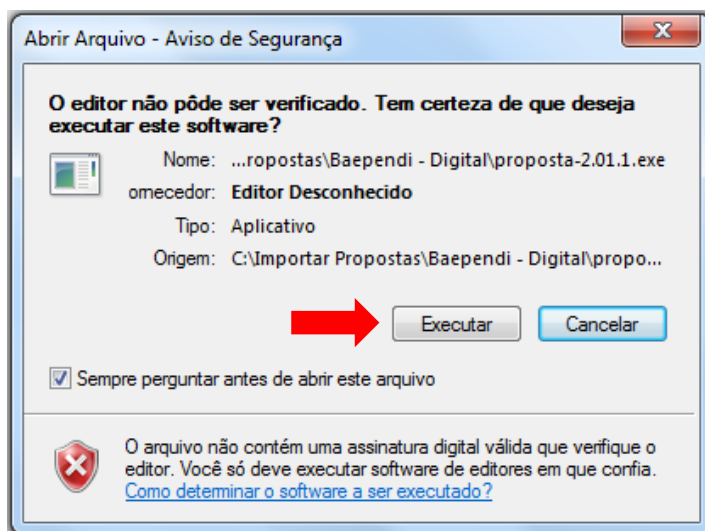 Abrir Arquivo - Aviso de Segurança
O editor não pôde ser verificado. Tem certeza de que deseja
executar este software?
Nome: ...ropostas\Baependi - Digital\proposta-2.01.1.exe
ornecedor: Editor Desconhecido
Tipo: Aplicativo
Origem: C:\Importar Propostas\Baependi - Digital\propo...
Executar Cancelar
Sempre perguntar antes de abrir este arquivo
O arquivo não contém uma assinatura digital válida que verifique o
editor. Você só deve executar software de editores em que confia.
Como determinar o software a ser executado?